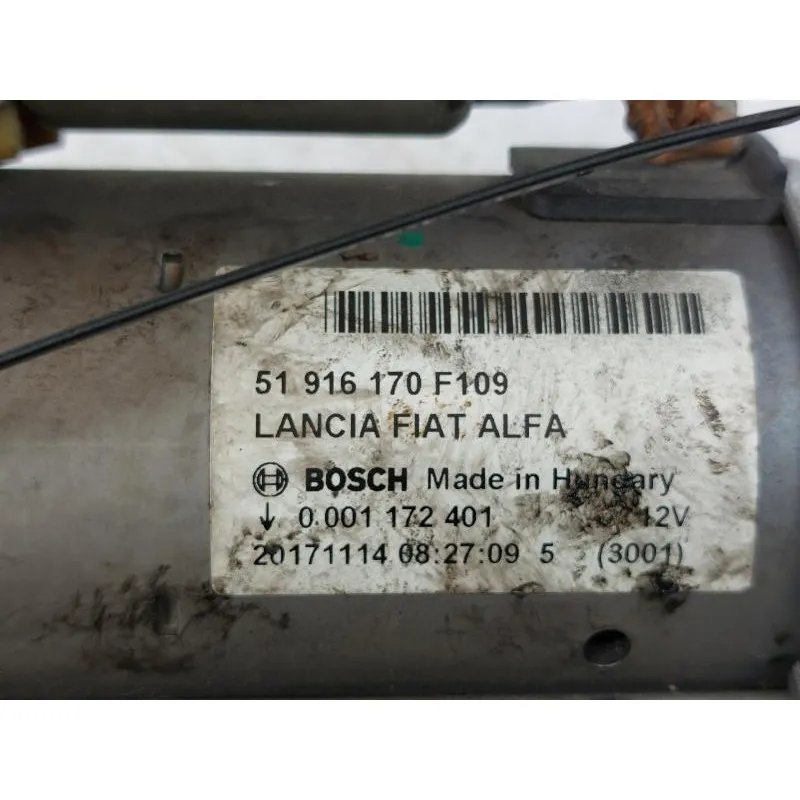 51 916 170 F109
LANCIA FIAT ALFA
BOSCH Made in Hungary
↓ 0 001 172 401 12V
20171114 08:27:09 5 (3001)